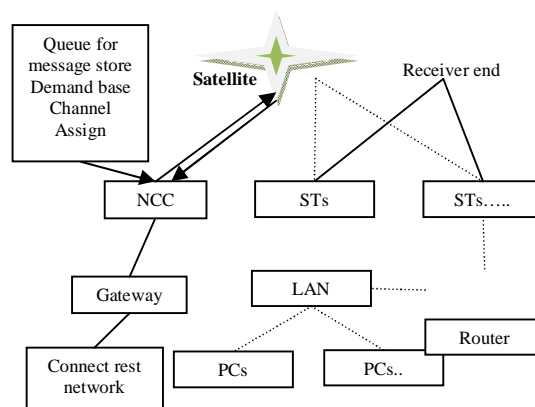 Queue for
message store
Demand base
Channel
Assign
Satellite
Receiver end
NCC
STs
STs…..
Gateway
LAN
Router
Connect rest
network
PCs
PCs..